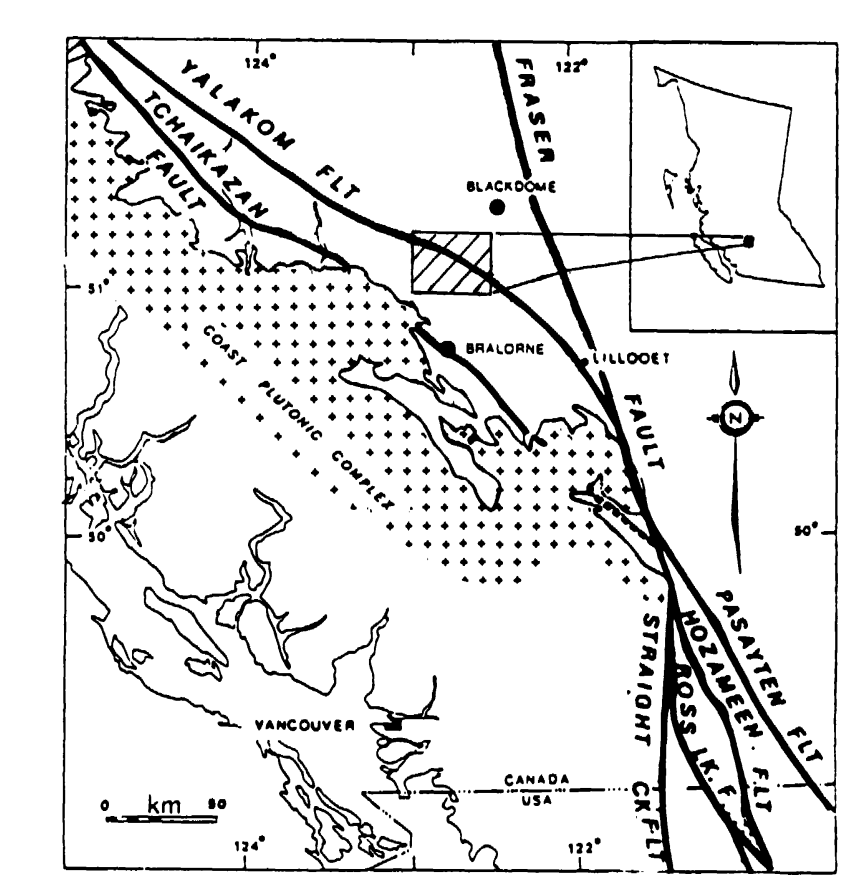 124°
122°
YALAKOM FLT
TCHAIKAZAN
FAULT
FRASER
BLACKDOME
51°
BRALORNE
LILLOOET
COAST PLUTONIC COMPLEX
FAULT
N
50°
50°
PASAYTEN FLT
HOZAMEEN FLT
ROSS LK. F.
STRAIGHT CK. FLT
VANCOUVER
CANADA
USA
0 km 50
124°
122°